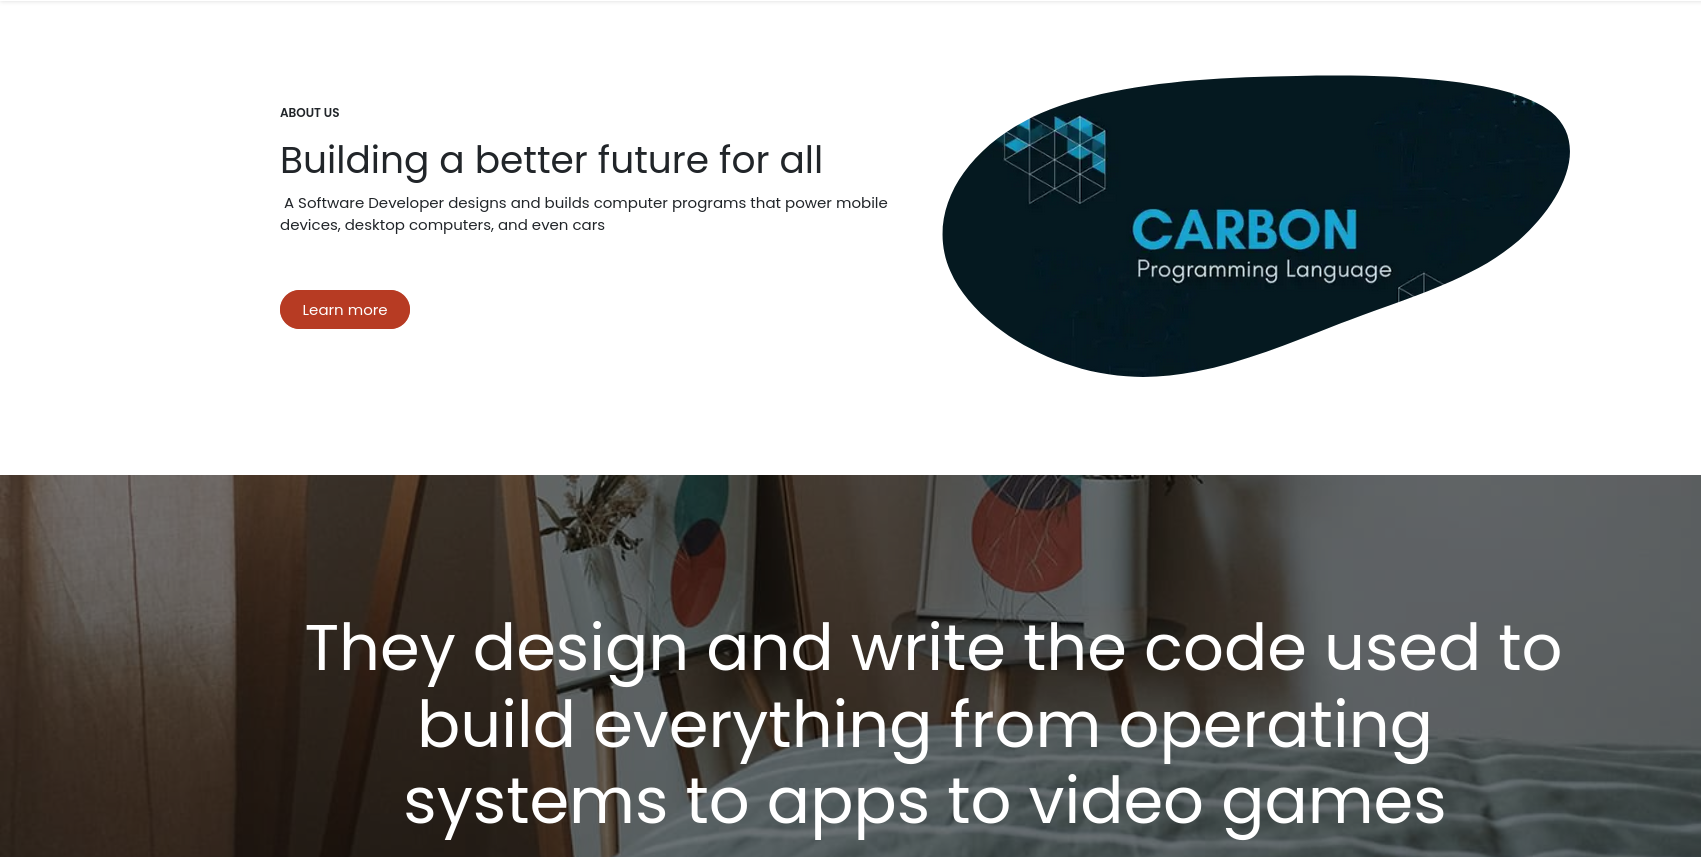 ABOUT US
Building a better future for all
A Software Developer designs and builds computer programs that power mobile
devices, desktop computers, and even cars
Learn more
CARBON
Programming Language
They design and write the code used to
build everything from operating
systems to apps to video games